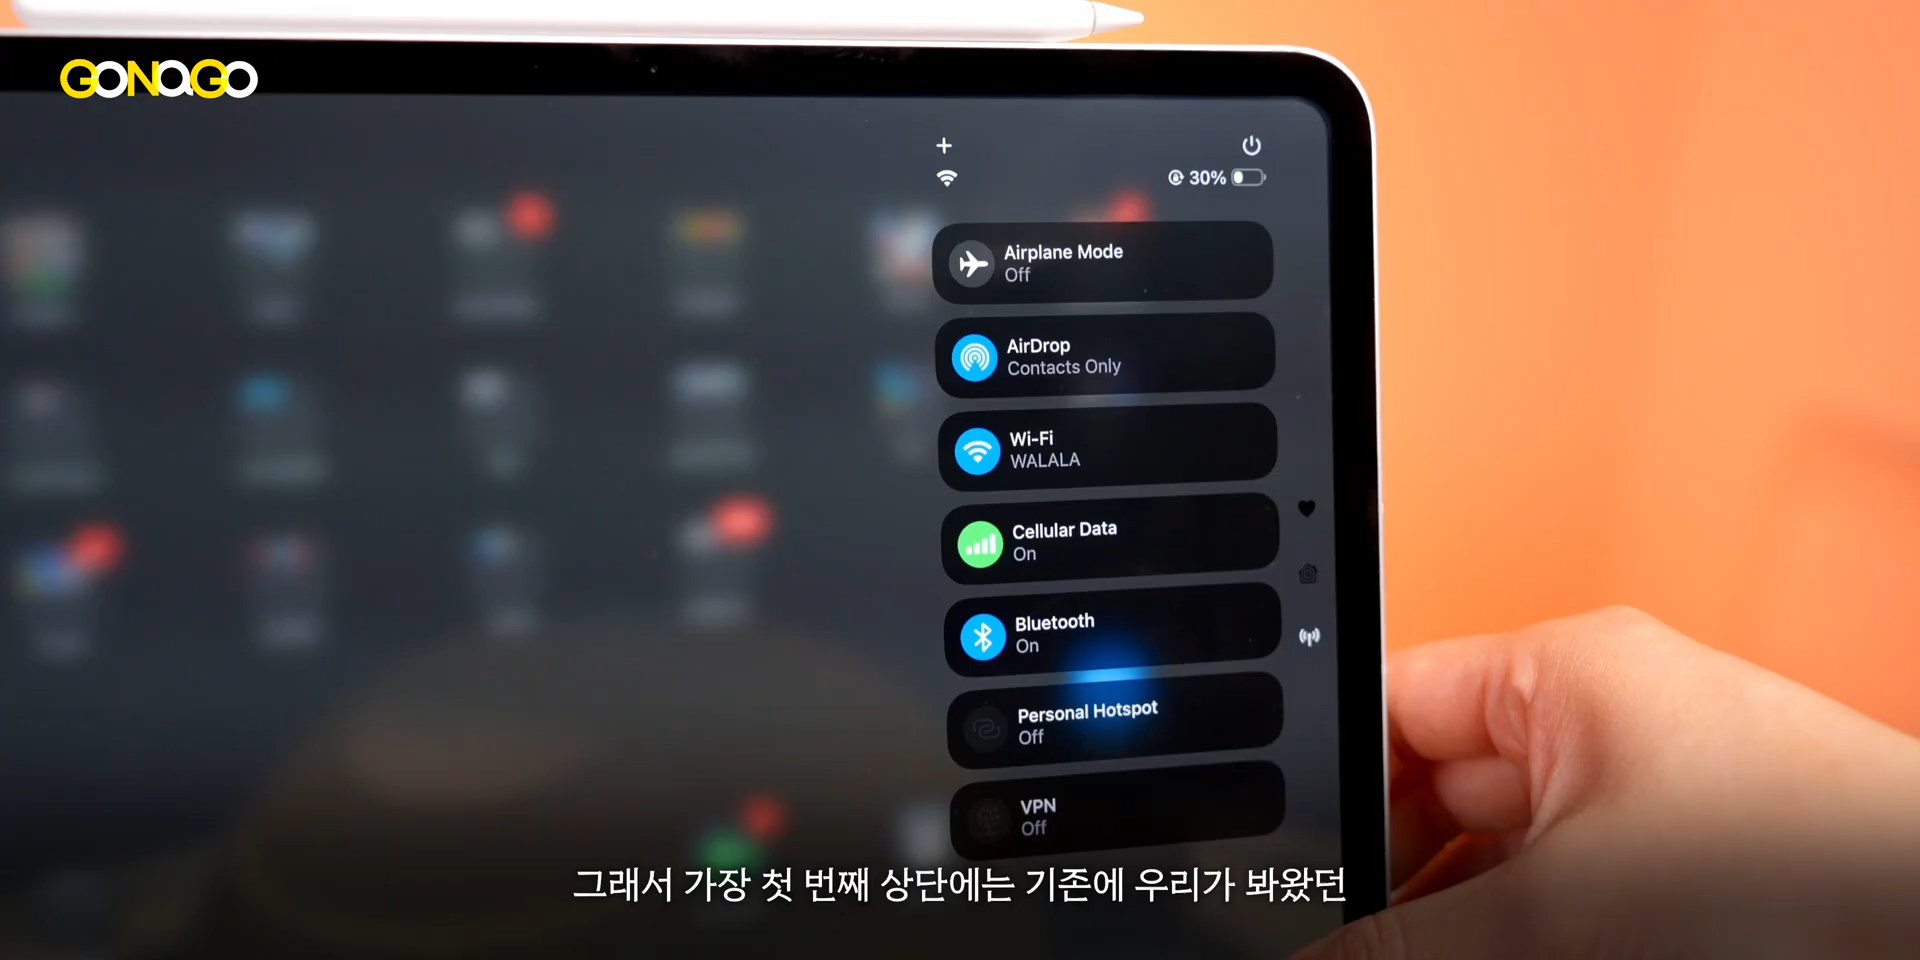 GONaGO
30%
Airplane Mode
Off
AirDrop
Contacts Only
Wi-Fi
WALALA
Cellular Data
On
Bluetooth
On
Personal Hotspot
Off
VPN
Off
그래서 가장 첫 번째 상단에는 기존에 우리가 봐왔던